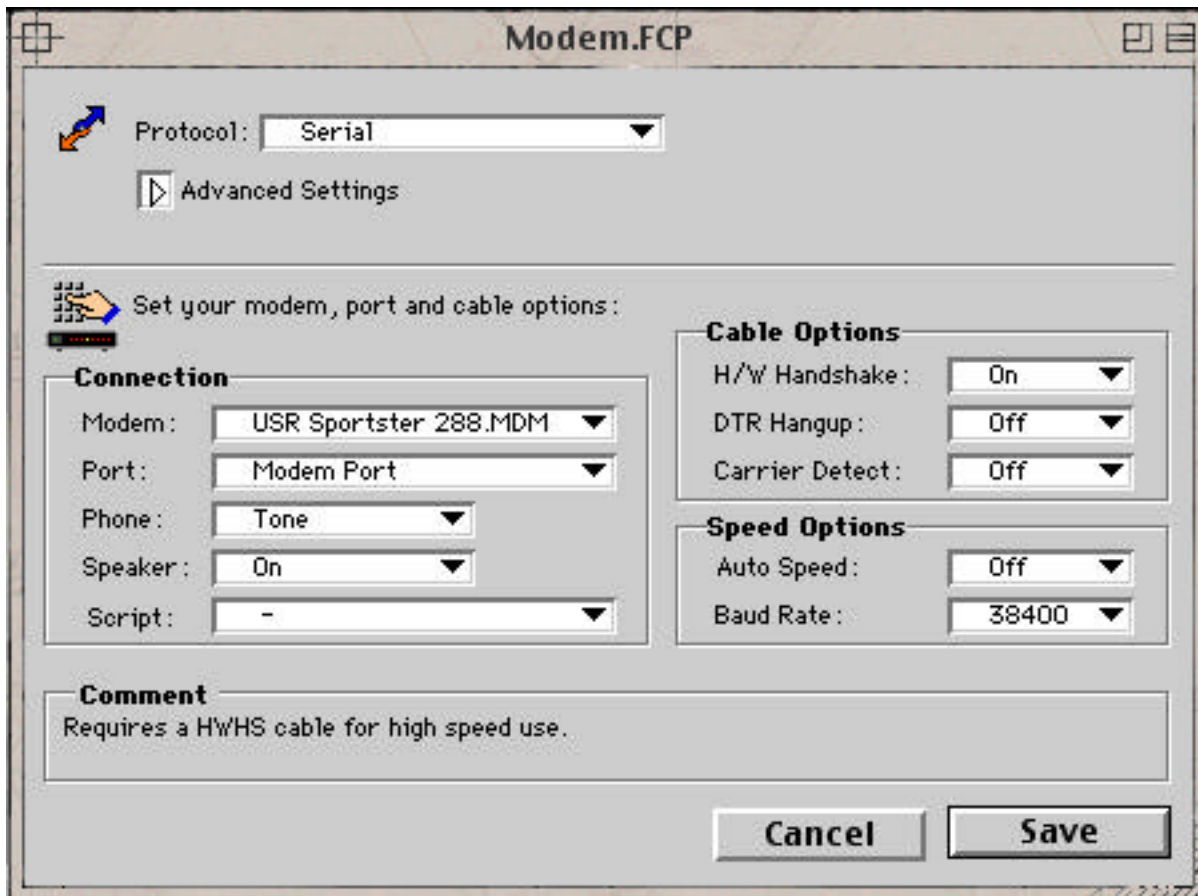 Modem.FCP
Protocol: Serial
Advanced Settings
Set your modem, port and cable options:
Connection
Modem: USR Sportster 288.MDM
Port: Modem Port
Phone: Tone
Speaker: On
Script: -
Cable Options
H/W Handshake: On
DTR Hangup: Off
Carrier Detect: Off
Speed Options
Auto Speed: Off
Baud Rate: 38400
Comment
Requires a HWHS cable for high speed use.
Cancel Save